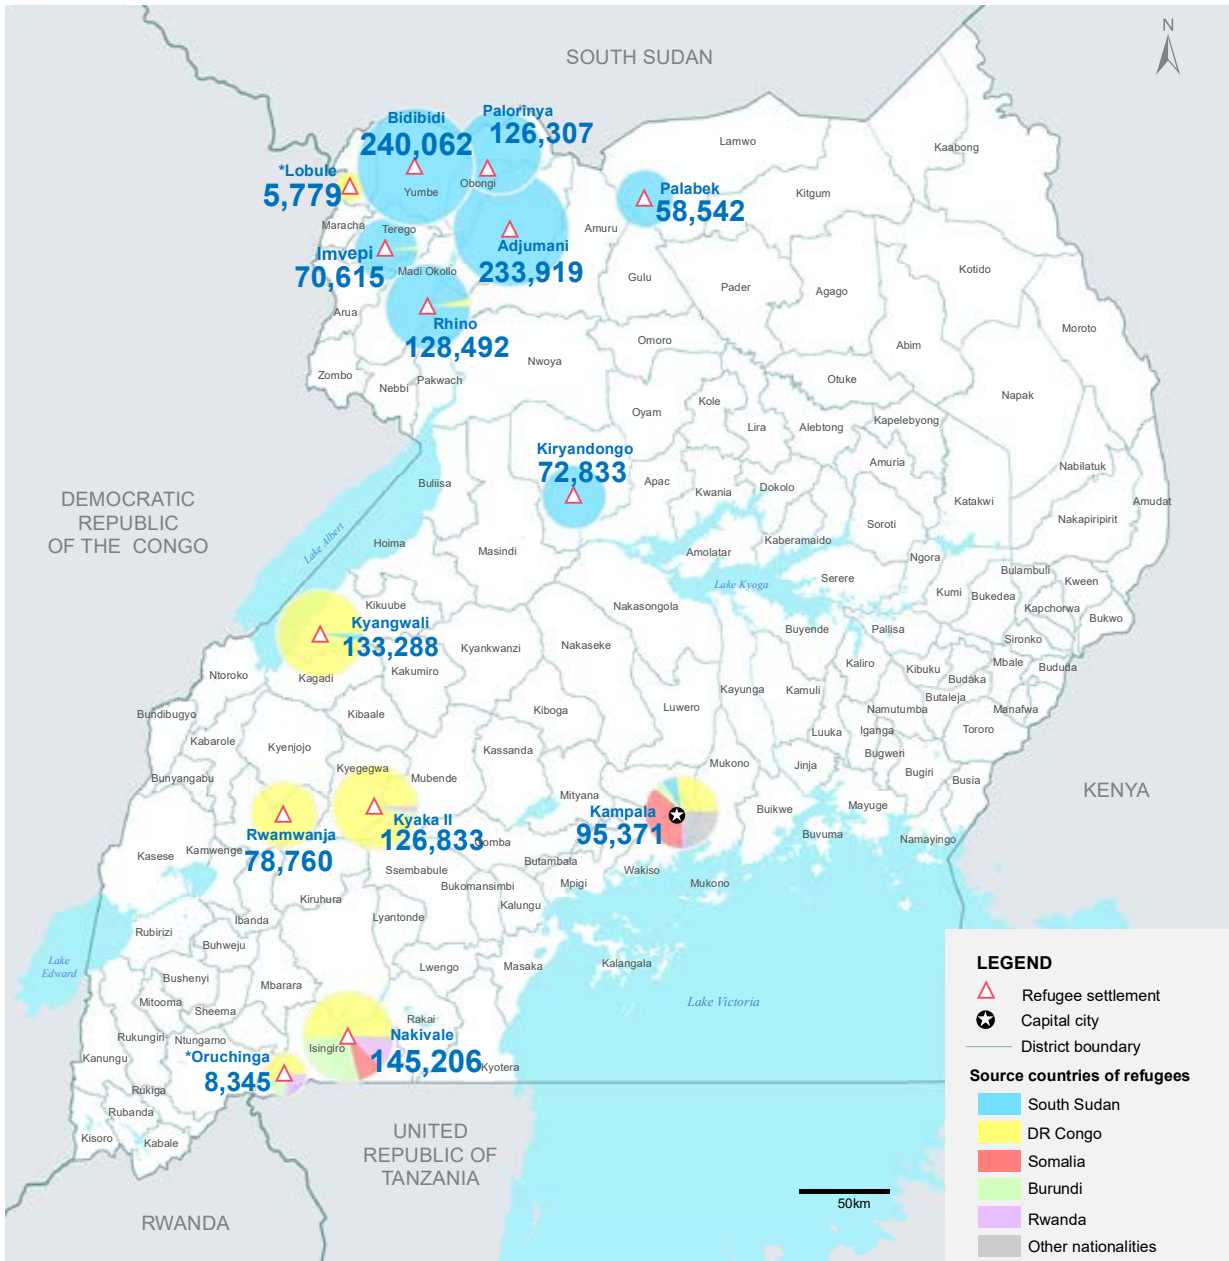 N
SOUTH SUDAN
Bidibidi
240,062
Palorinya
126,307
*Lobule
5,779
Yumbe
Obongi
Palabek
58,542
Lamwo
Kaabong
Kitgum
Maracha
Terego
Imvepi
70,615
Madi Okollo
Adjumani
233,919
Amuru
Gulu
Pader
Agago
Kotido
Arua
Rhino
128,492
Omoro
Abim
Moroto
Zombo
Nebbi
Pakwach
Nwoya
Otuke
Napak
Oyam
Kole
Lira
Alebtong
Kapelebyong
Kiryandongo
72,833
Buliisa
Apac
Kwania
Dokolo
Amuria
Nabilatuk
Katakwi
Amudat
Nakapiripirit
Soroti
DEMOCRATIC
REPUBLIC
OF THE CONGO
Lake Albert
Hoima
Masindi
Amolatar
Kaberamaido
Ngora
Lake Kyoga
Serere
Bulambuli
Kween
Kumi
Bukedea
Kapchorwa
Bukwo
Kikuube
Kyangwali
133,288
Nakasongola
Buyende
Pallisa
Sironko
Kyankwanzi
Nakaseke
Kaliro
Kibuku
Mbale
Bududa
Budaka
Ntoroko
Kagadi
Kakumiro
Kayunga
Kamuli
Butaleja
Namutumba
Manafwa
Bundibugyo
Kibaale
Kiboga
Luwero
Luuka
Iganga
Tororo
Kabarole
Kyenjojo
Kassanda
Bugweri
Bunyangabu
Kyegegwa
Mubende
Mukono
Jinja
Bugiri
Busia
KENYA
Mityana
Kampala
95,371
Buikwe
Mayuge
Buvuma
Namayingo
Rwamwanja
78,760
Kyaka II
126,833
Gomba
Kasese
Kamwenge
Ssembabule
Butambala
Wakiso
Mukono
Bukomansimbi
Mpigi
Kiruhura
Kalungu
Ibanda
Lyantonde
Rubirizi
Buhweju
Lake
Edward
Bushenyi
Mbarara
Lwengo
Masaka
Kalangala
Lake Victoria
Mitooma
Sheema
Rakai
Rukungiri
Ntungamo
Isingiro
Nakivale
145,206
Kyotera
Kanungu
*Oruchinga
8,345
Rukiga
Rubanda
Kisoro
Kabale
UNITED
REPUBLIC OF
TANZANIA
RWANDA
50km
LEGEND
Refugee settlement
Capital city
District boundary
Source countries of refugees
South Sudan
DR Congo
Somalia
Burundi
Rwanda
Other nationalities